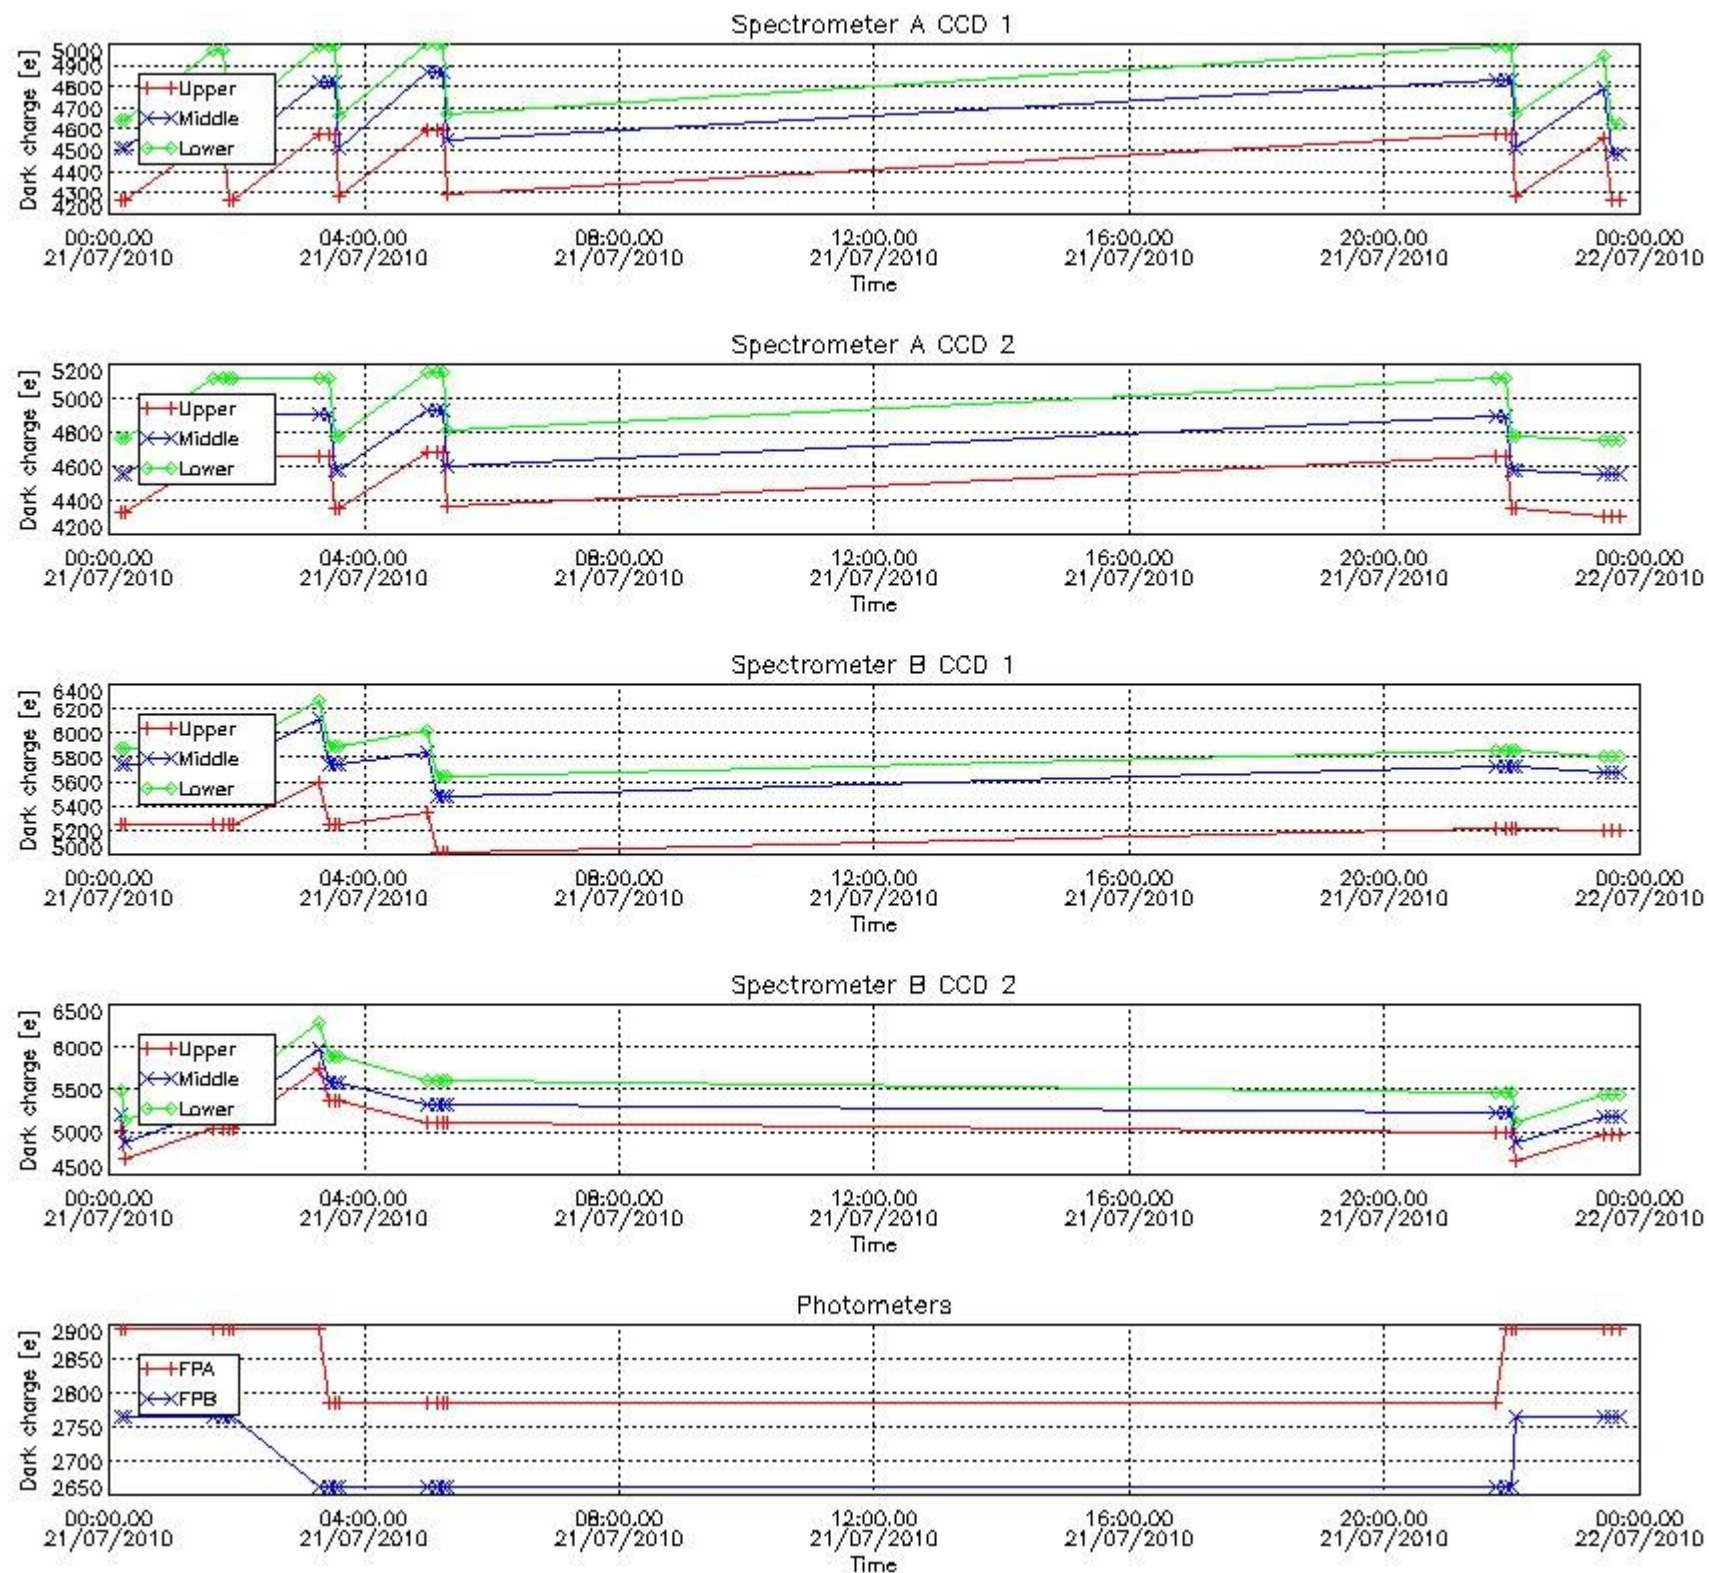 Spectrometer A CCD 1
Dark charge [e]
5000
4900
4800
4700
4600
4500
4400
4300
4200
Upper
Middle
Lower
00:00.00 04:00.00 08:00.00 12:00.00 16:00.00 20:00.00 00:00.00
21/07/2010 21/07/2010 21/07/2010 21/07/2010 21/07/2010 21/07/2010 22/07/2010
Time
Spectrometer A CCD 2
Dark charge [e]
5200
5000
4800
4600
4400
4200
Upper
Middle
Lower
00:00.00 04:00.00 08:00.00 12:00.00 16:00.00 20:00.00 00:00.00
21/07/2010 21/07/2010 21/07/2010 21/07/2010 21/07/2010 21/07/2010 22/07/2010
Time
Spectrometer B CCD 1
Dark charge [e]
6400
6200
6000
5800
5600
5400
5200
5000
Upper
Middle
Lower
00:00.00 04:00.00 08:00.00 12:00.00 16:00.00 20:00.00 00:00.00
21/07/2010 21/07/2010 21/07/2010 21/07/2010 21/07/2010 21/07/2010 22/07/2010
Time
Spectrometer B CCD 2
Dark charge [e]
6500
6000
5500
5000
4500
Upper
Middle
Lower
00:00.00 04:00.00 08:00.00 12:00.00 16:00.00 20:00.00 00:00.00
21/07/2010 21/07/2010 21/07/2010 21/07/2010 21/07/2010 21/07/2010 22/07/2010
Time
Photometers
Dark charge [e]
2900
2850
2800
2750
2700
2650
FPA
FPB
00:00.00 04:00.00 08:00.00 12:00.00 16:00.00 20:00.00 00:00.00
21/07/2010 21/07/2010 21/07/2010 21/07/2010 21/07/2010 21/07/2010 22/07/2010
Time